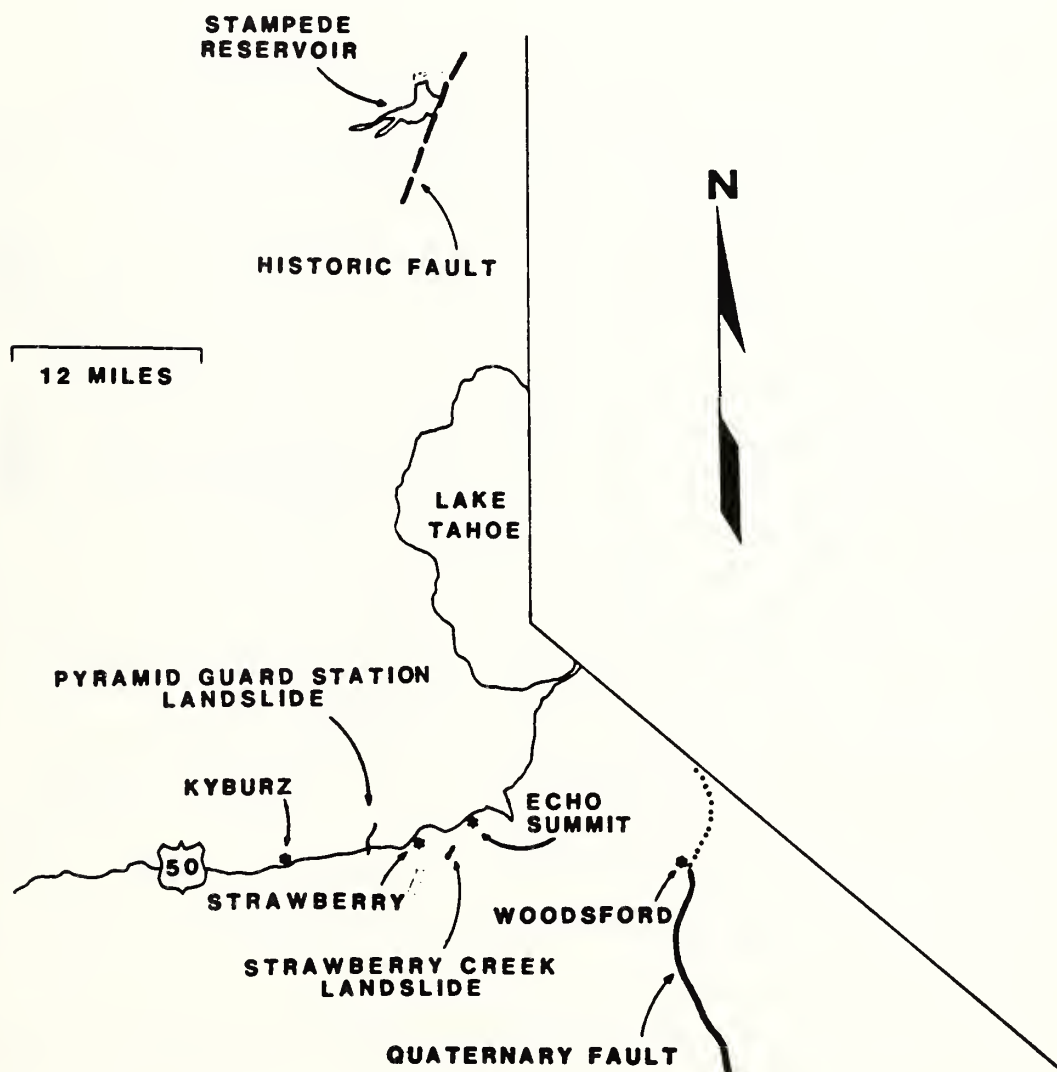 STAMPEDE
RESERVOIR
N
HISTORIC FAULT
12 MILES
LAKE
TAHOE
PYRAMID GUARD STATION
LANDSLIDE
KYBURZ
ECHO
SUMMIT
50
STRAWBERRY
WOODSFORD
STRAWBERRY CREEK
LANDSLIDE
QUATERNARY FAULT